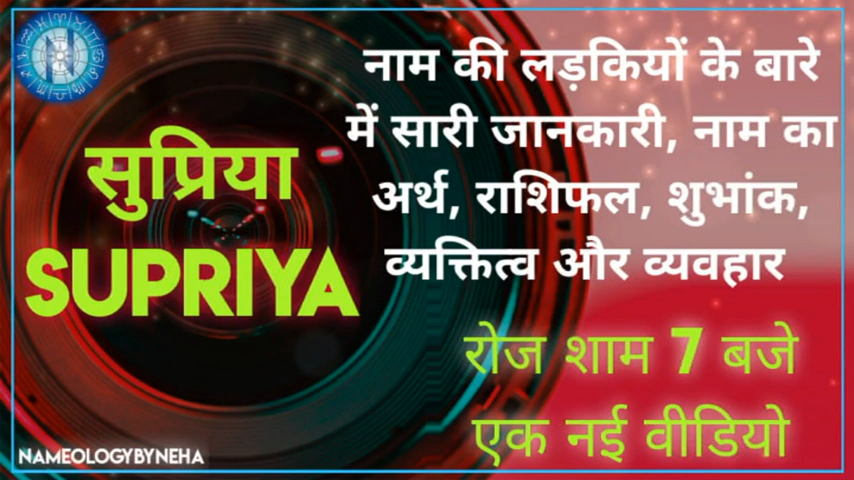 सुप्रिया
SUPRIYA
नाम की लड़कियों के बारे
में सारी जानकारी, नाम का
अर्थ, राशिफल, शुभांक,
व्यक्तित्व और व्यवहार
रोज शाम 7 बजे
एक नई वीडियो
NAMEOLOGYBYNEHA
N